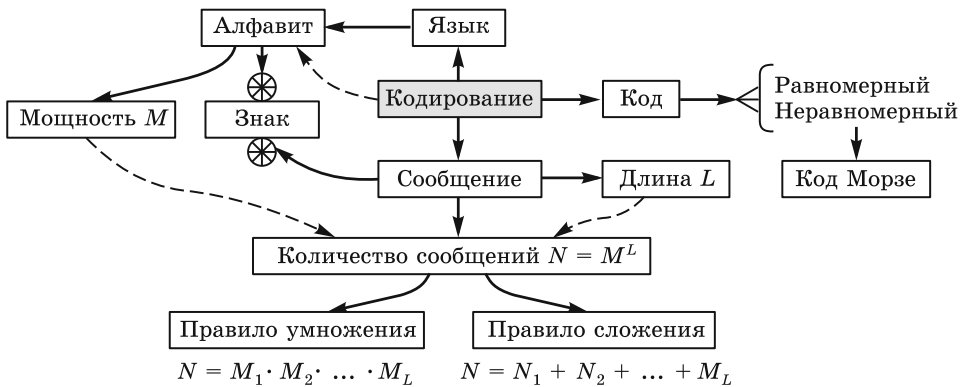 Алфавит
Язык
Кодирование
Код
Равномерный
Неравномерный
Мощность M
Знак
Сообщение
Длина L
Код Морзе
Количество сообщений N = M^L
Правило умножения
Правило сложения
N = M₁ · M₂ · ... · M_L
N = N₁ + N₂ + ... + M_L